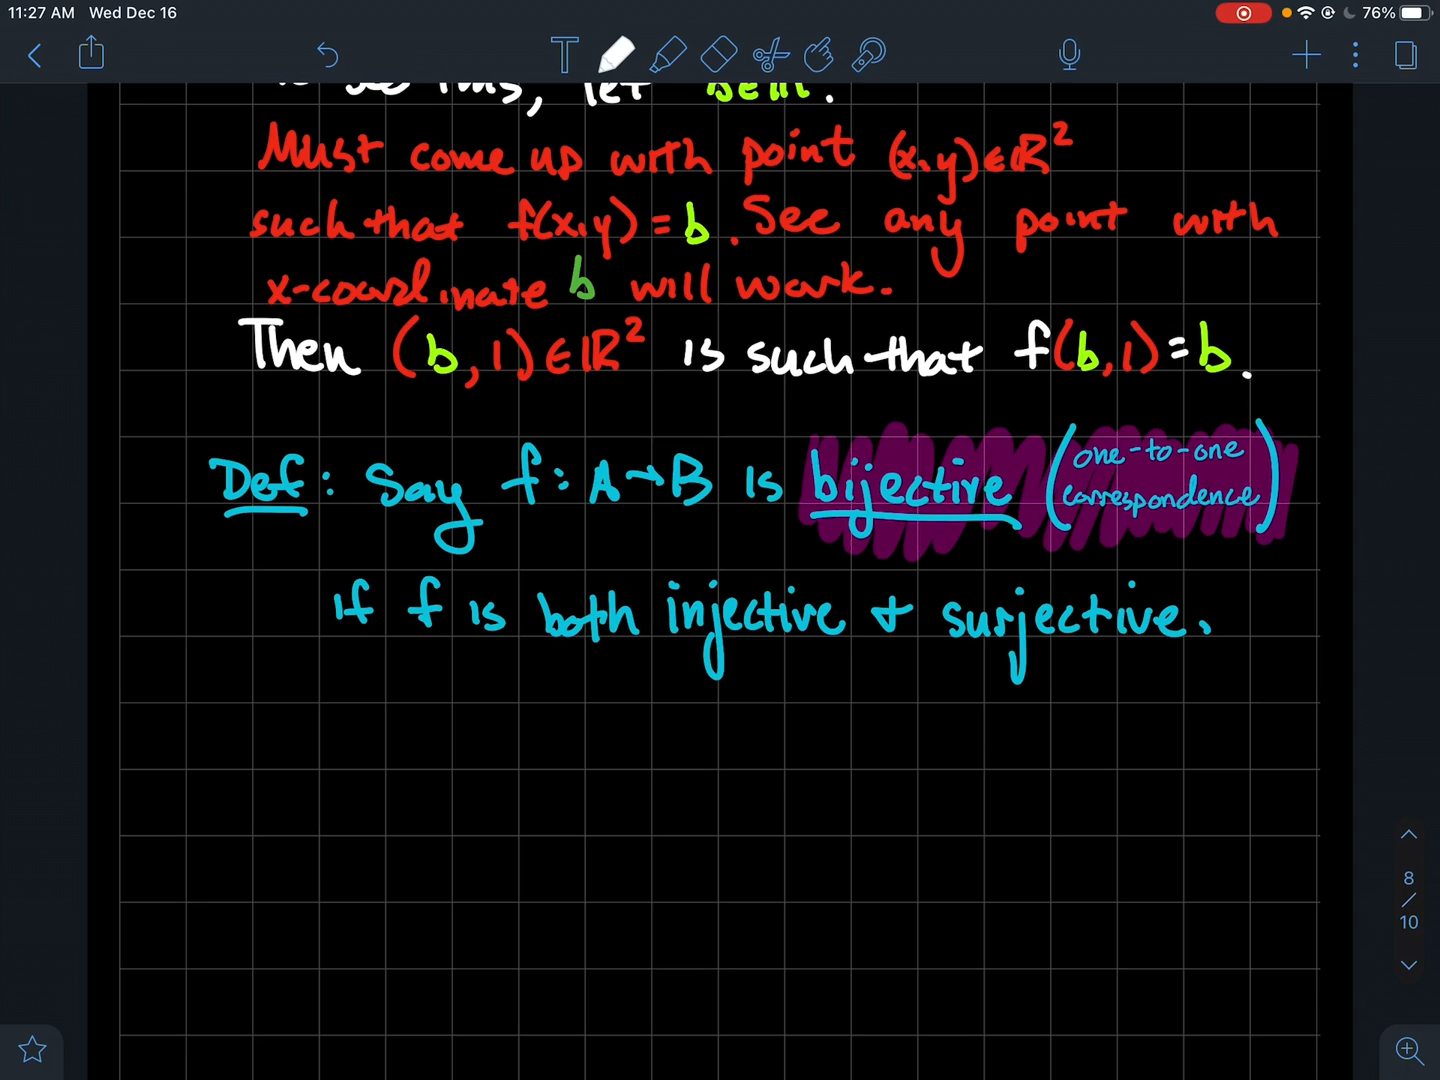 11:27 AM Wed Dec 16
76%
T
let bεℝ.
Must come up with point (x,y)∈ℝ²
such that f(x,y)=b. See any point with
x-coordinate b will work.
Then (b,1)∈ℝ² is such that f(b,1)=b.
Def: Say f: A→B is bijective (one-to-one correspondence)
if f is both injective & surjective.
8
/
10